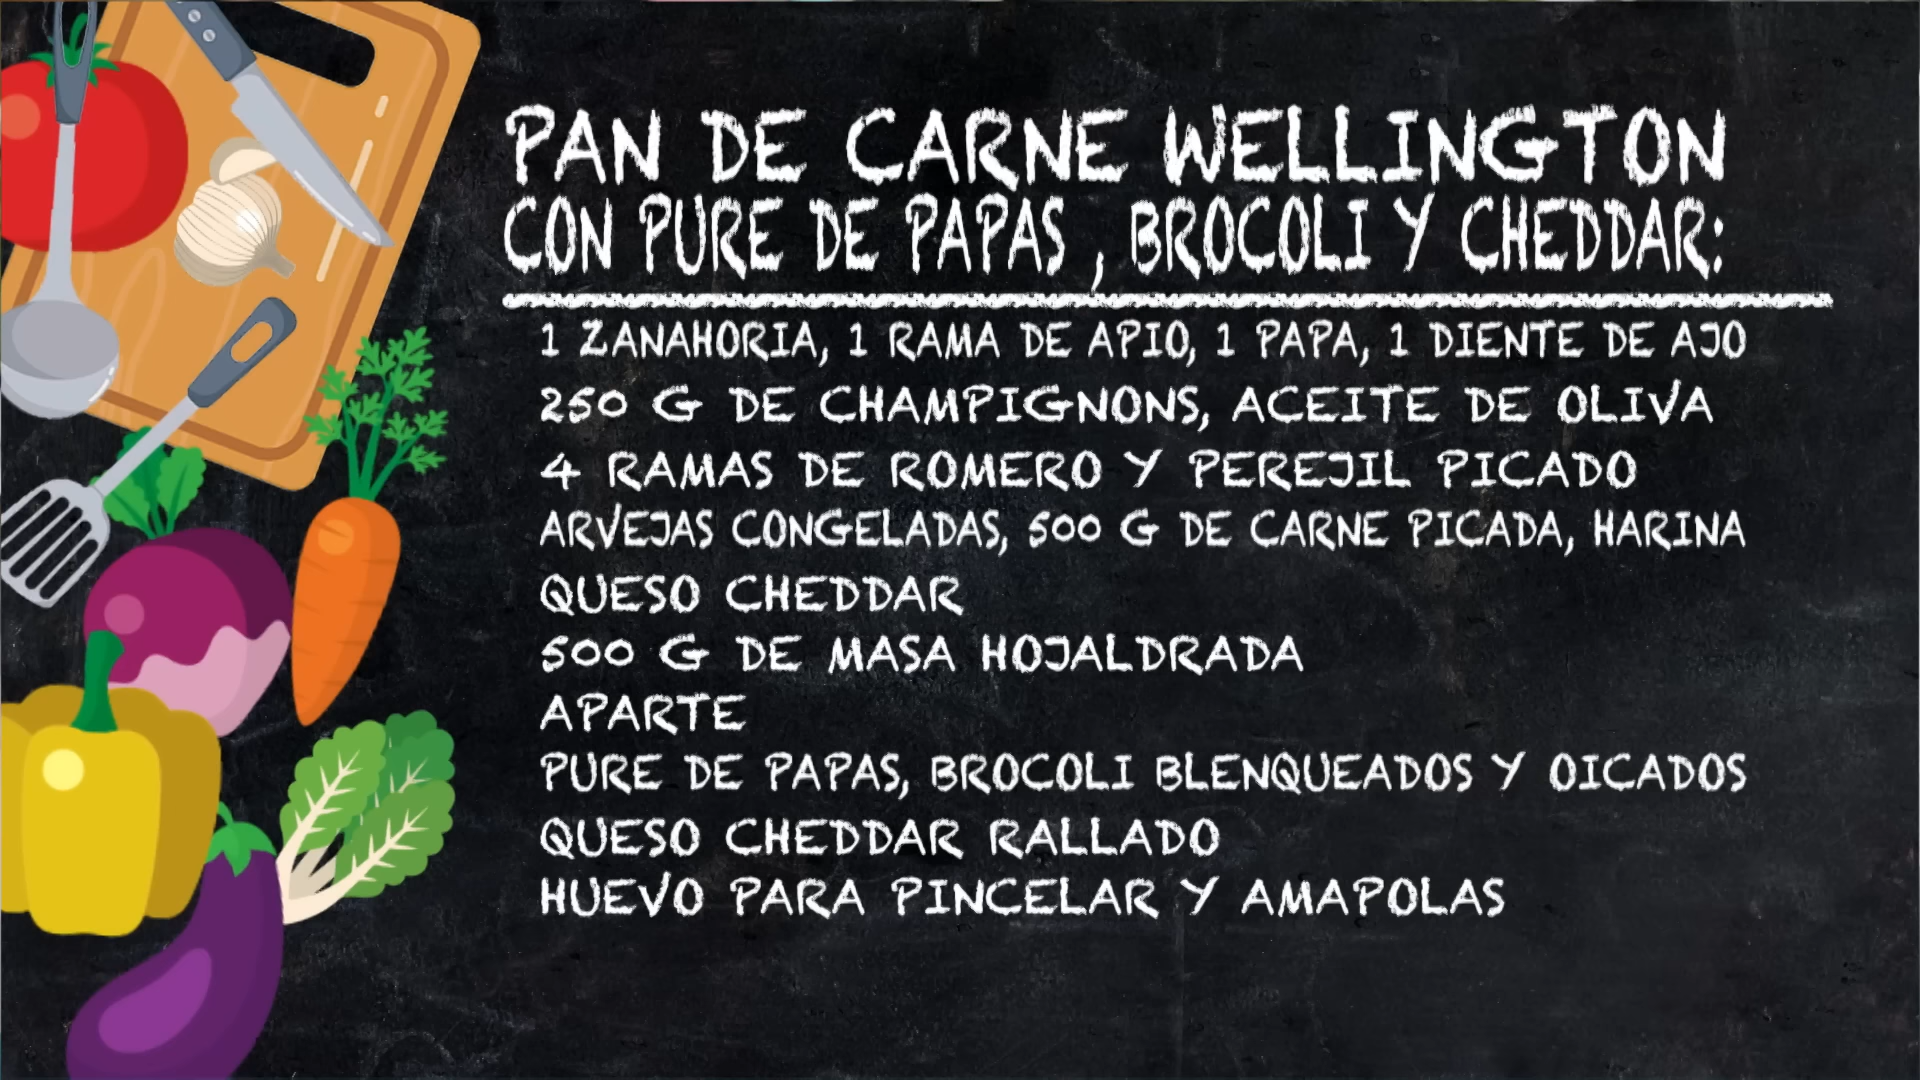 PAN DE CARNE WELLINGTON
CON PURE DE PAPAS , BROCOLI Y CHEDDAR:
1 ZANAHORIA, 1 RAMA DE APIO, 1 PAPA, 1 DIENTE DE AJO
250 G DE CHAMPIGNONS, ACEITE DE OLIVA
4 RAMAS DE ROMERO Y PEREJIL PICADO
ARVEJAS CONGELADAS, 500 G DE CARNE PICADA, HARINA
QUESO CHEDDAR
500 G DE MASA HOJALDRADA
APARTE
PURE DE PAPAS, BROCOLI BLENQUEADOS Y OICADOS
QUESO CHEDDAR RALLADO
HUEVO PARA PINCELAR Y AMAPOLAS